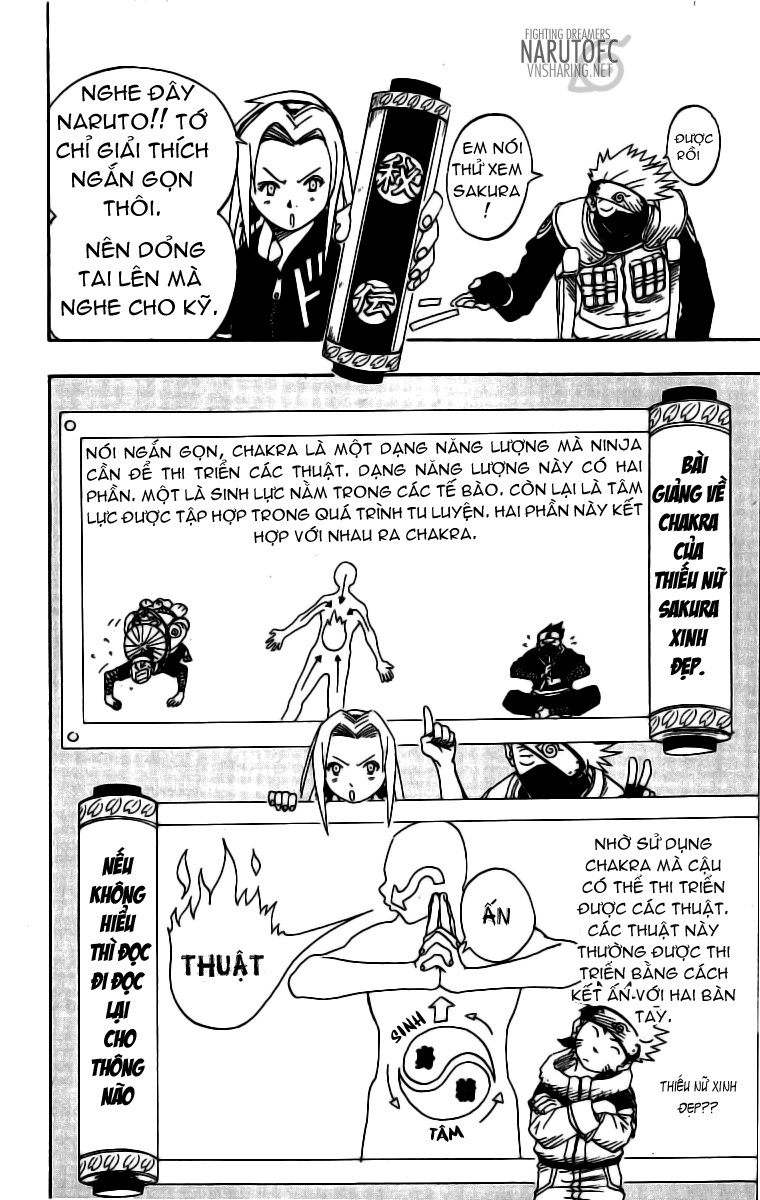 FIGHTING DREAMERS
NARUTOFC
VNSHARING.NET
ĐƯỢC
RỒI
EM NÓI
THỬ XEM
SAKURA
!
秘
伝
NGHE ĐÂY
NARUTO!! TỚ
CHỈ GIẢI THÍCH
NGẮN GỌN
THÔI.
NÊN DỎNG
TAI LÊN MÀ
NGHE CHO KỸ.
ド
BÀI
GIẢNG VỀ
CHAKRA
CỦA
THIẾU NỮ
SAKURA
XINH
ĐẸP.
NÓI NGẮN GỌN, CHAKRA LÀ MỘT DẠNG NĂNG LƯỢNG MÀ NINJA
CẦN ĐỂ THI TRIỂN CÁC THUẬT. DẠNG NĂNG LƯỢNG NÀY CÓ HAI
PHẦN. MỘT LÀ SINH LỰC NẰM TRONG CÁC TẾ BÀO. CÒN LẠI LÀ TÂM
LỰC ĐƯỢC TẬP HỢP TRONG QUÁ TRÌNH TU LUYỆN. HAI PHẦN NÀY KẾT
HỢP VỚI NHAU RA CHAKRA.
NHỜ SỬ DỤNG
CHAKRA MÀ CẬU
CÓ THỂ THI TRIỂN
ĐƯỢC CÁC THUẬT.
CÁC THUẬT NÀY
THƯỜNG ĐƯỢC THI
TRIỂN BẰNG CÁCH
KẾT ẤN VỚI HAI BÀN
TAY.
ẤN
THUẬT
SINH
TÂM
THIẾU NỮ XINH
ĐẸP??
NẾU
KHÔNG
HIỂU
THÌ ĐỌC
ĐI ĐỌC
LẠI
CHO
THÔNG
NÃO